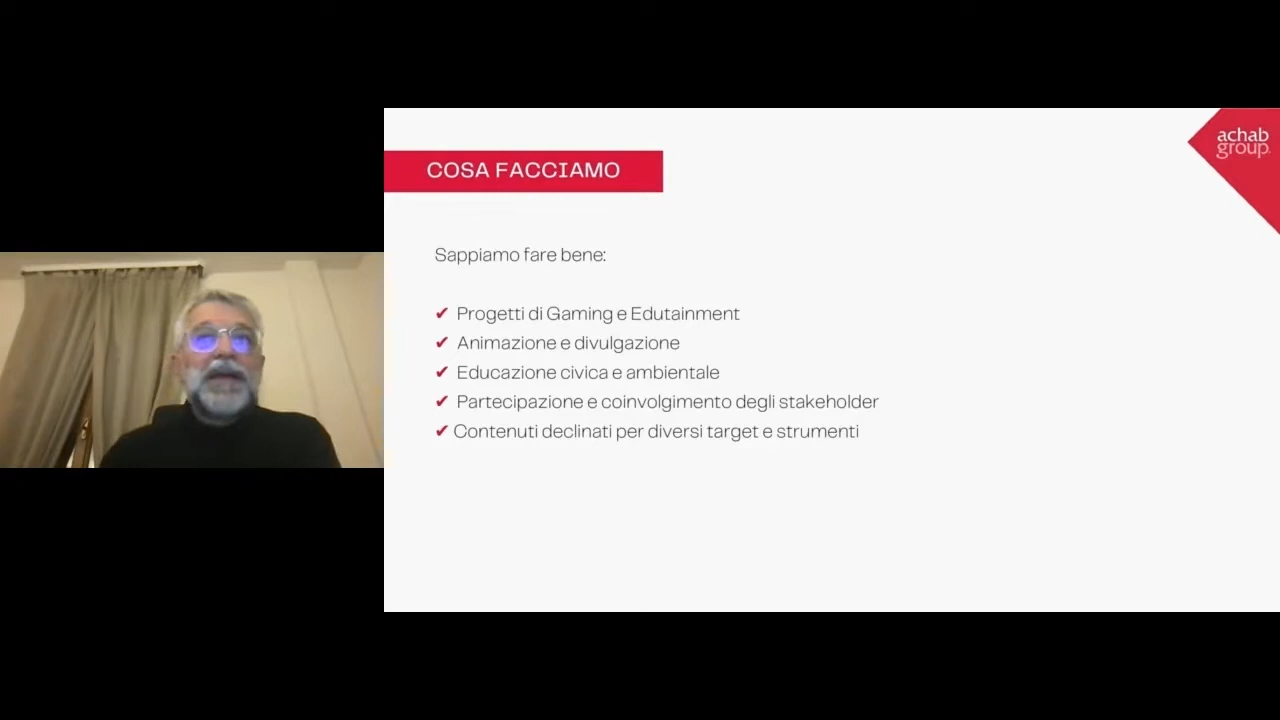 achab
group.
COSA FACCIAMO
Sappiamo fare bene:
✔ Progetti di Gaming e Edutainment
✔ Animazione e divulgazione
✔ Educazione civica e ambientale
✔ Partecipazione e coinvolgimento degli stakeholder
✔ Contenuti declinati per diversi target e strumenti